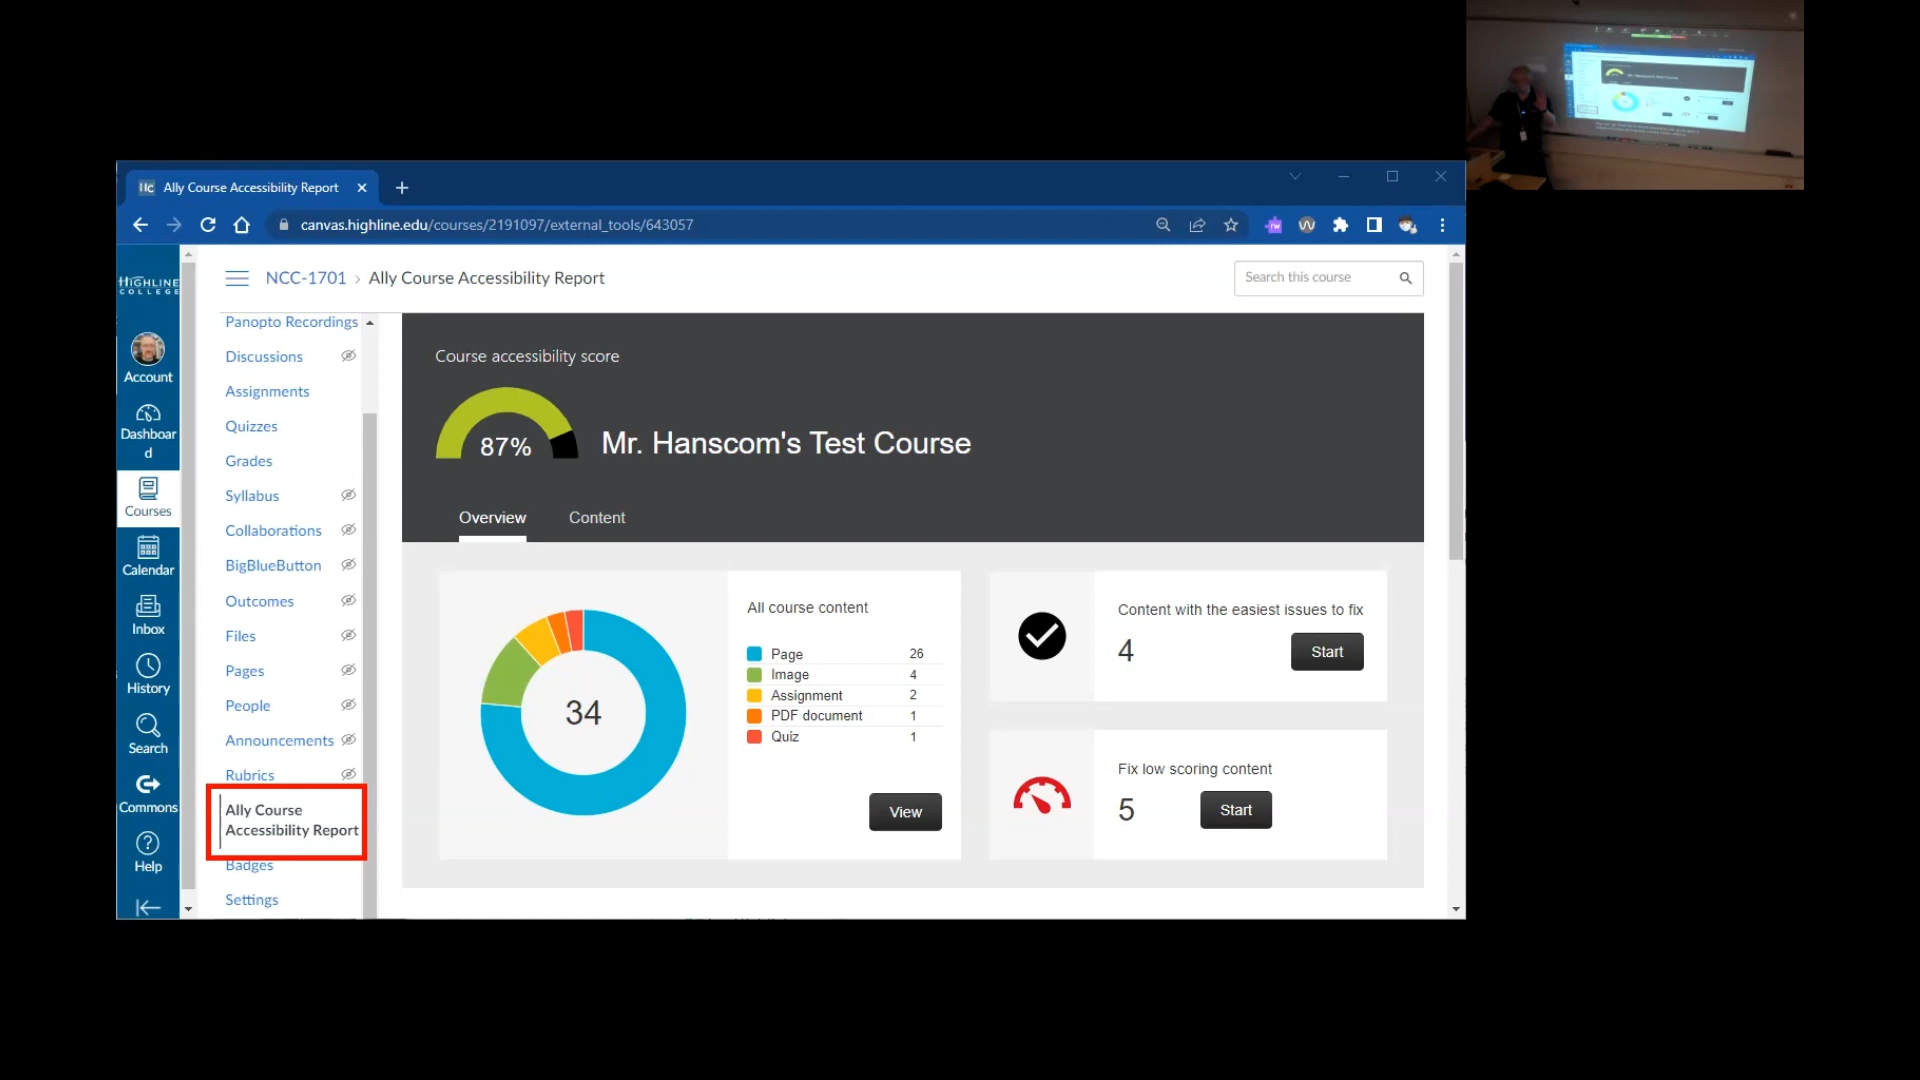 Ally Course Accessibility Report
canvas.highline.edu/courses/2191097/external_tools/643057
HIGHLINE
COLLEGE
Account
Dashboar
d
Courses
Calendar
Inbox
History
Search
Commons
Help
NCC-1701 › Ally Course Accessibility Report
Search this course
Panopto Recordings
Discussions
Assignments
Quizzes
Grades
Syllabus
Collaborations
BigBlueButton
Outcomes
Files
Pages
People
Announcements
Rubrics
Ally Course
Accessibility Report
Badges
Settings
Course accessibility score
87%
Mr. Hanscom's Test Course
Overview
Content
34
All course content
Page 26
Image 4
Assignment 2
PDF document 1
Quiz 1
View
Content with the easiest issues to fix
4
Start
Fix low scoring content
5
Start